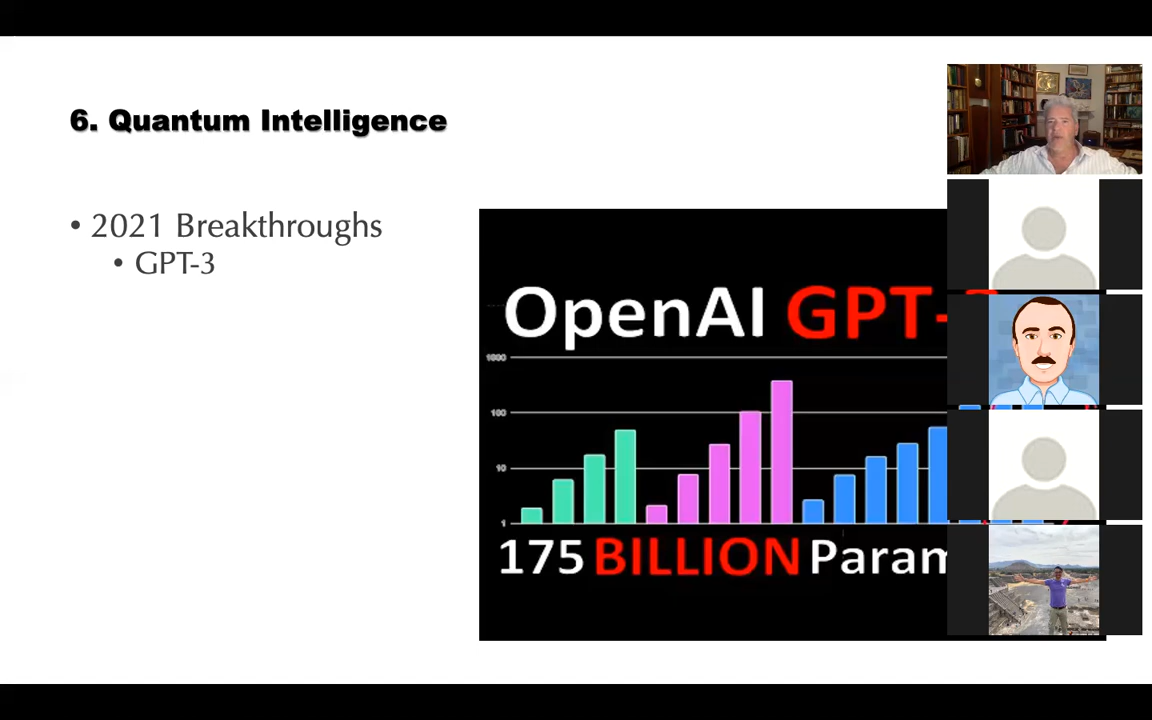 6. Quantum Intelligence
• 2021 Breakthroughs
• GPT-3
OpenAI GPT-
1000
100
10
1
175 BILLION Param